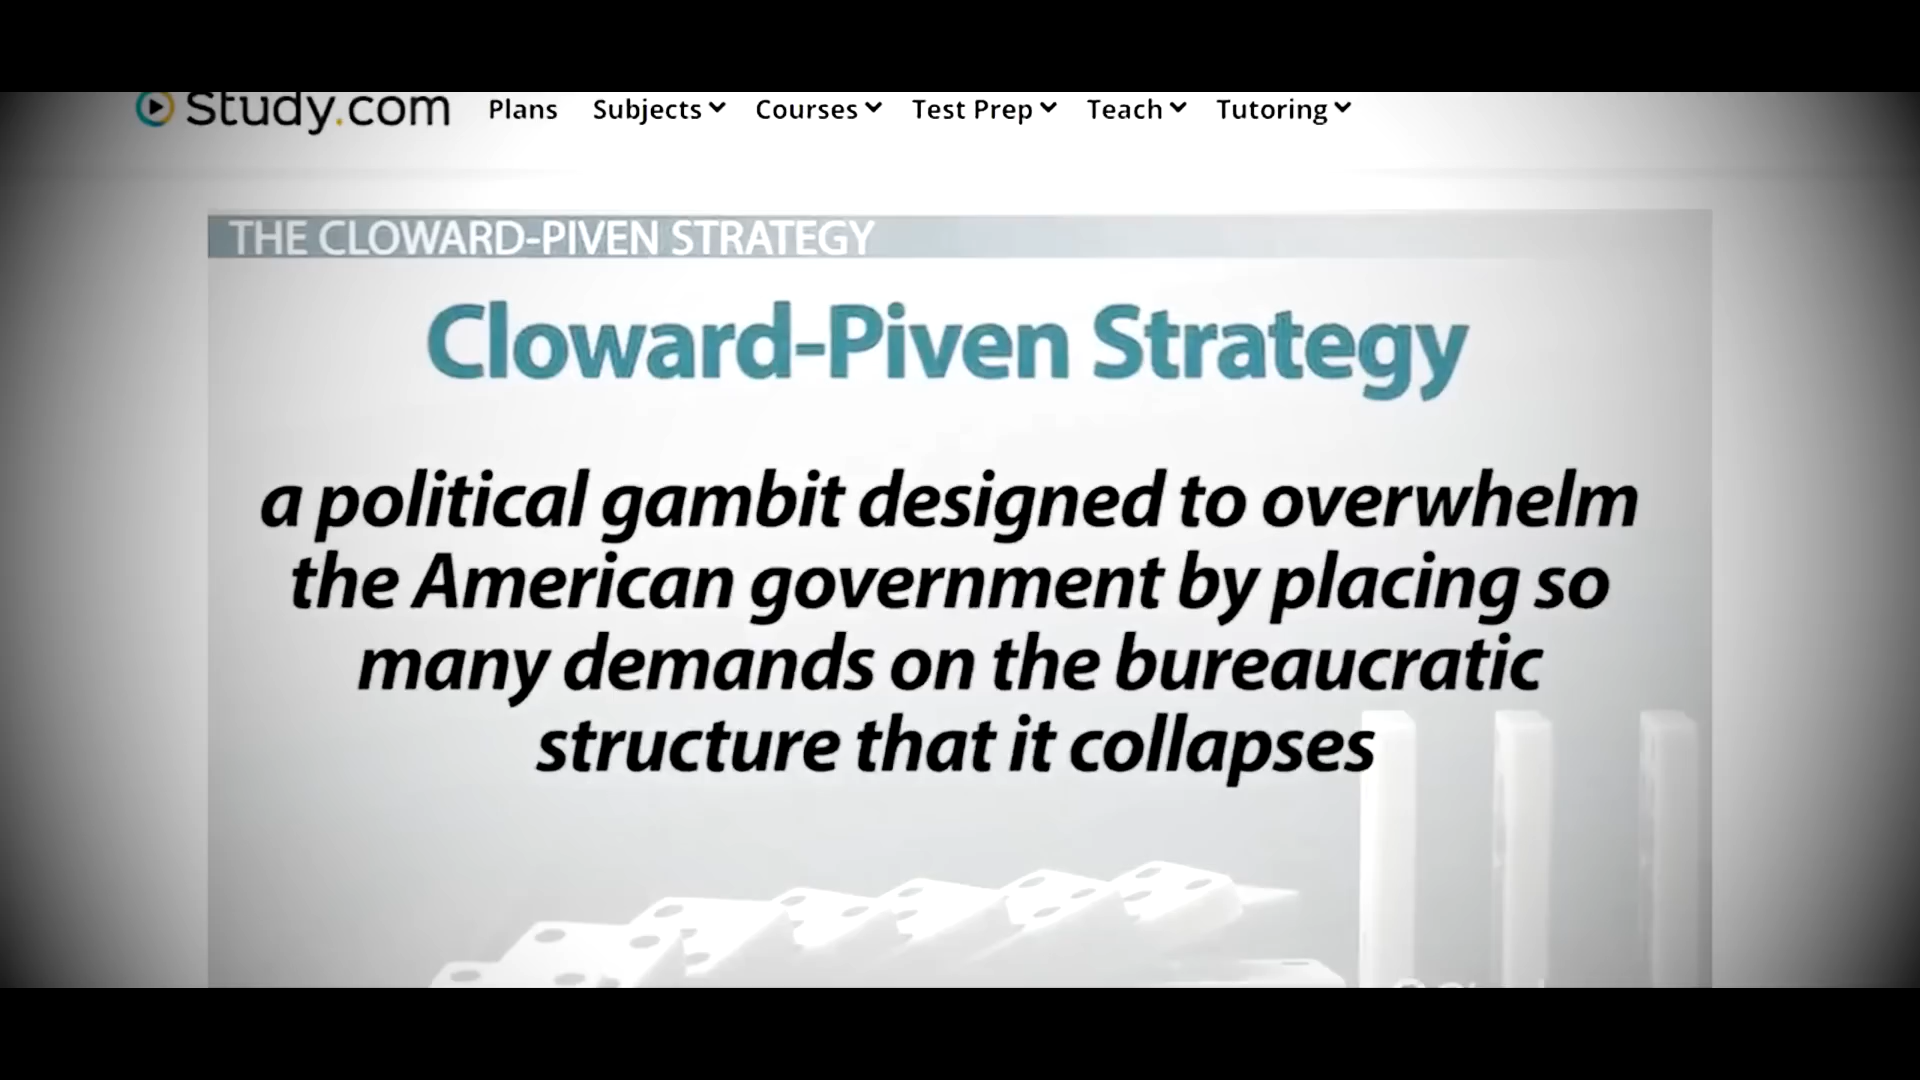 Study.com Plans Subjects Courses Test Prep Teach Tutoring
THE CLOWARD-PIVEN STRATEGY
Cloward-Piven Strategy
a political gambit designed to overwhelm
the American government by placing so
many demands on the bureaucratic
structure that it collapses